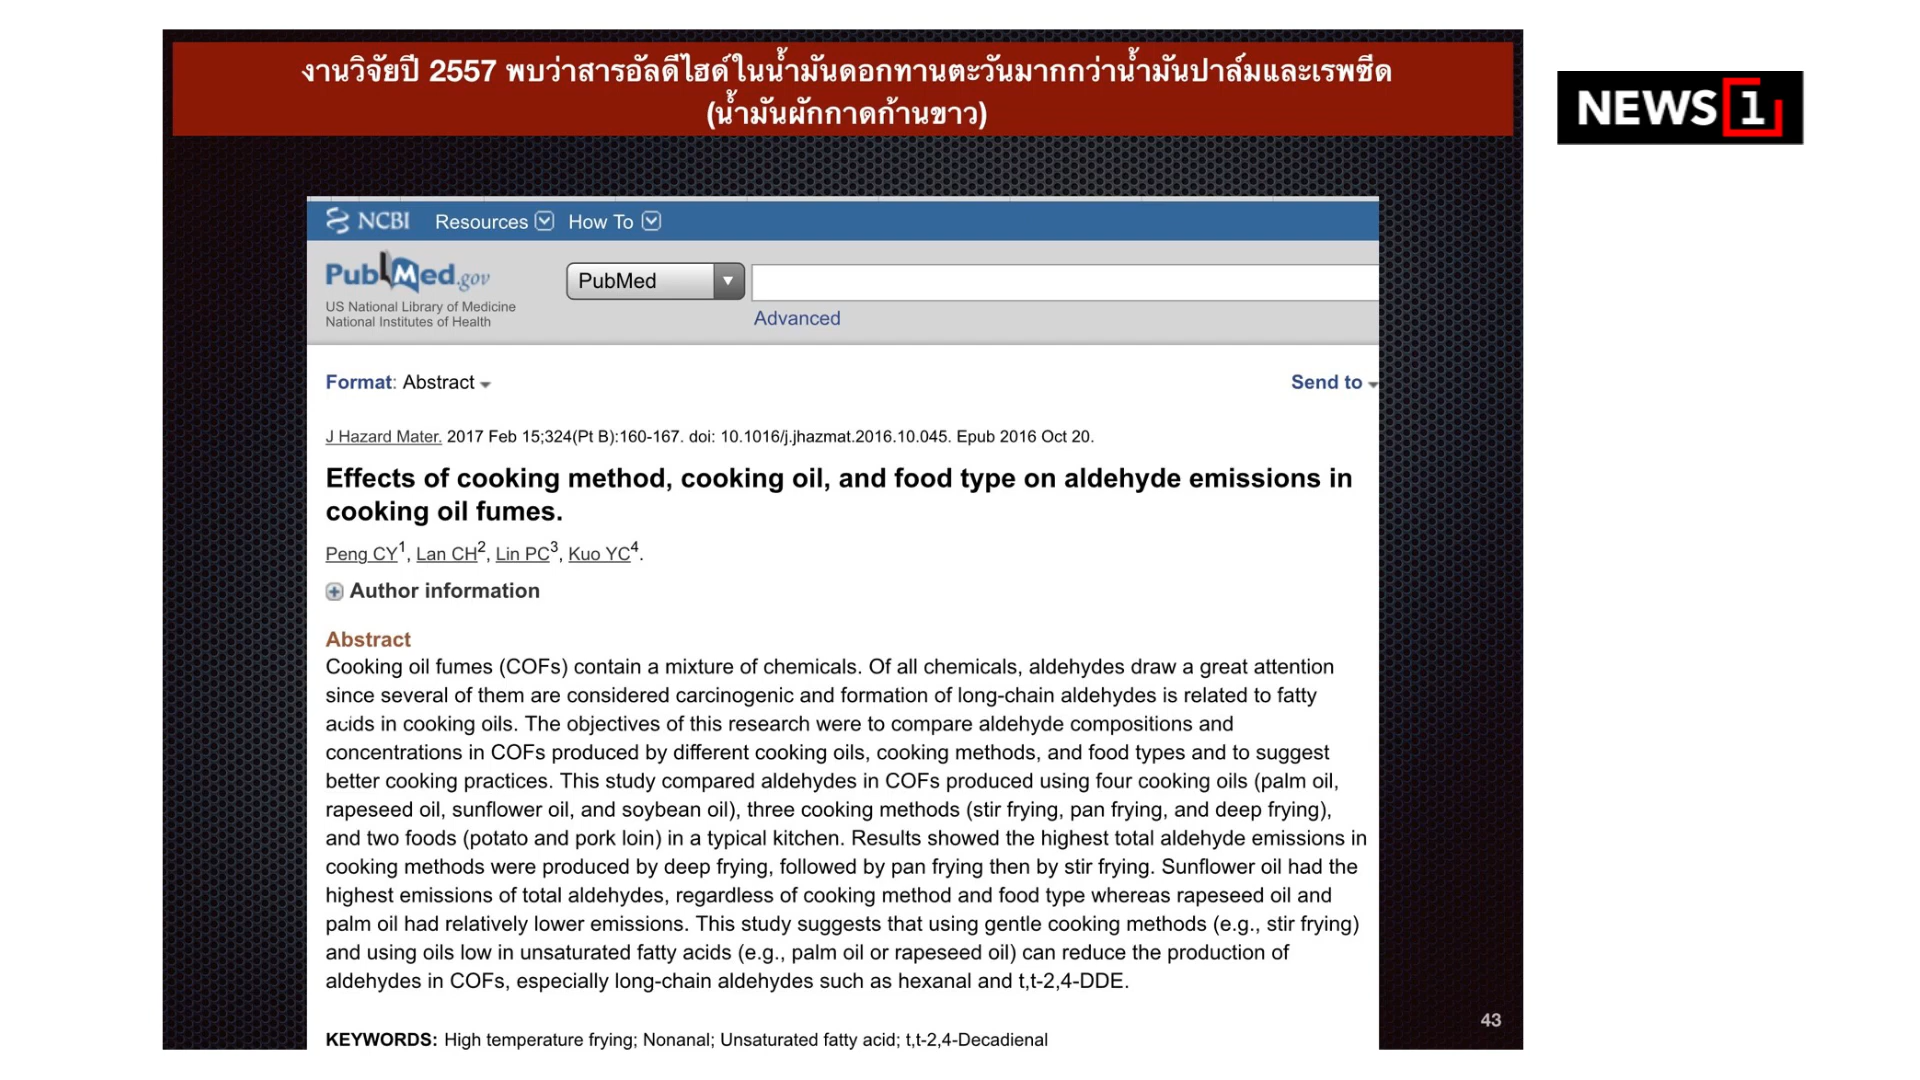 งานวิจัยปี 2557 พบว่าสารอัลดีไฮด์ในน้ำมันดอกทานตะวันมากกว่าน้ำมันปาล์มและเรพซีด
(น้ำมันผักกาดก้านขาว)
NEWS 1
NCBI Resources How To
PubMed.gov
US National Library of Medicine
National Institutes of Health
PubMed
Advanced
Format: Abstract
Send to
J Hazard Mater. 2017 Feb 15;324(Pt B):160-167. doi: 10.1016/j.jhazmat.2016.10.045. Epub 2016 Oct 20.
Effects of cooking method, cooking oil, and food type on aldehyde emissions in
cooking oil fumes.
Peng CY1, Lan CH2, Lin PC3, Kuo YC4.
Author information
Abstract
Cooking oil fumes (COFs) contain a mixture of chemicals. Of all chemicals, aldehydes draw a great attention
since several of them are considered carcinogenic and formation of long-chain aldehydes is related to fatty
acids in cooking oils. The objectives of this research were to compare aldehyde compositions and
concentrations in COFs produced by different cooking oils, cooking methods, and food types and to suggest
better cooking practices. This study compared aldehydes in COFs produced using four cooking oils (palm oil,
rapeseed oil, sunflower oil, and soybean oil), three cooking methods (stir frying, pan frying, and deep frying),
and two foods (potato and pork loin) in a typical kitchen. Results showed the highest total aldehyde emissions in
cooking methods were produced by deep frying, followed by pan frying then by stir frying. Sunflower oil had the
highest emissions of total aldehydes, regardless of cooking method and food type whereas rapeseed oil and
palm oil had relatively lower emissions. This study suggests that using gentle cooking methods (e.g., stir frying)
and using oils low in unsaturated fatty acids (e.g., palm oil or rapeseed oil) can reduce the production of
aldehydes in COFs, especially long-chain aldehydes such as hexanal and t,t-2,4-DDE.
KEYWORDS: High temperature frying; Nonanal; Unsaturated fatty acid; t,t-2,4-Decadienal
43